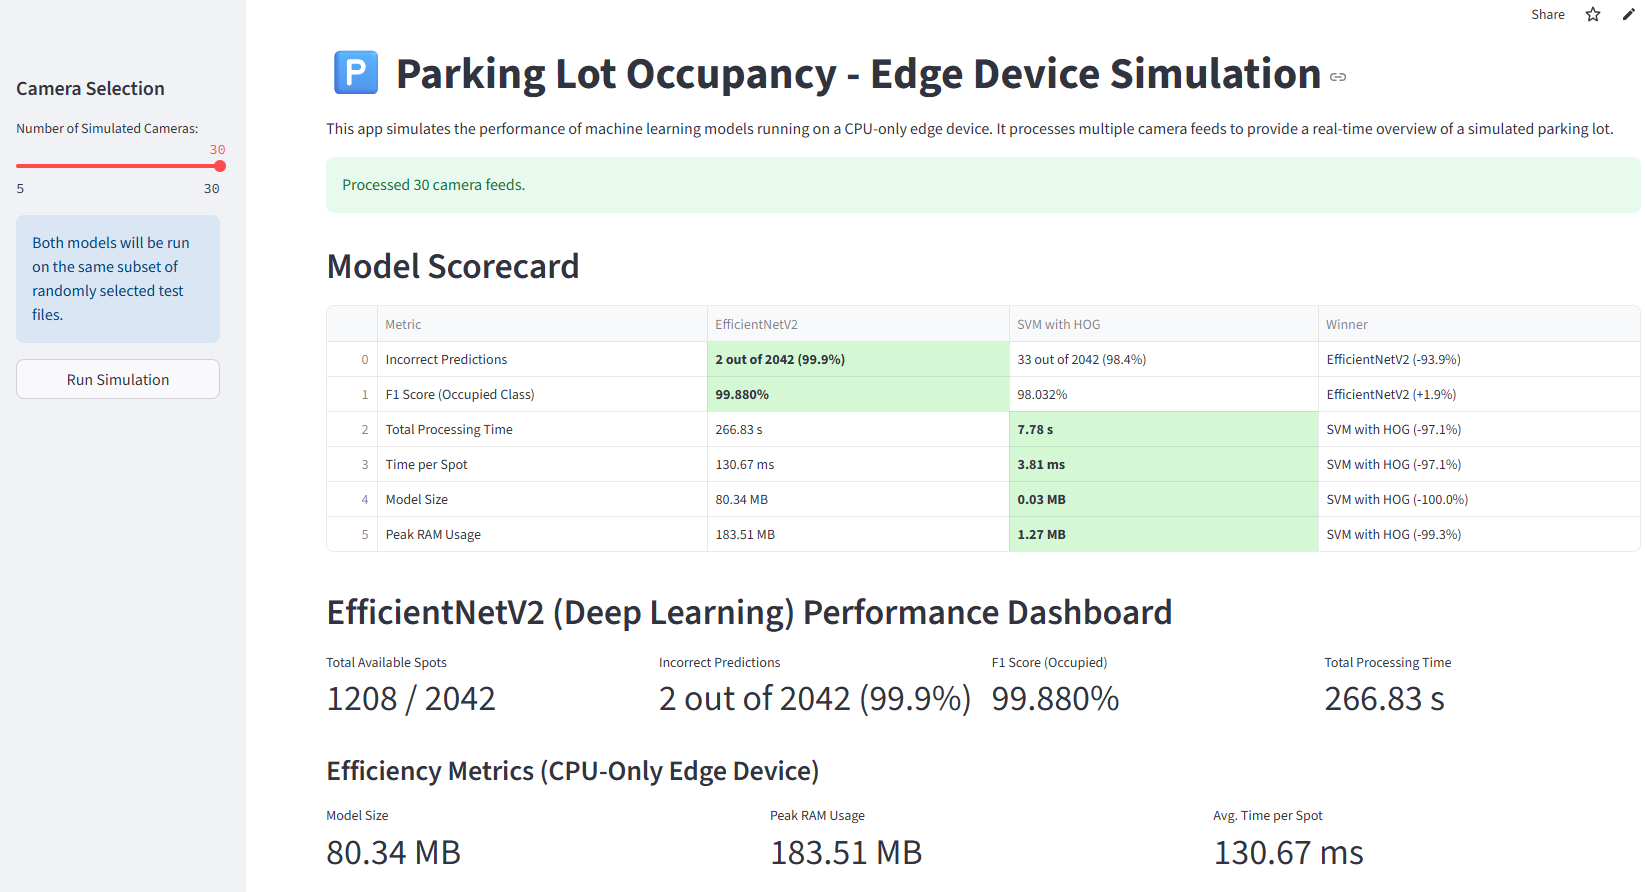 Share
Camera Selection
Number of Simulated Cameras:
30
5 30
Both models will be run
on the same subset of
randomly selected test
files.
Run Simulation
P Parking Lot Occupancy - Edge Device Simulation
This app simulates the performance of machine learning models running on a CPU-only edge device. It processes multiple camera feeds to provide a real-time overview of a simulated parking lot.
Processed 30 camera feeds.
Model Scorecard
Metric EfficientNetV2 SVM with HOG Winner
0 Incorrect Predictions 2 out of 2042 (99.9%) 33 out of 2042 (98.4%) EfficientNetV2 (-93.9%)
1 F1 Score (Occupied Class) 99.880% 98.032% EfficientNetV2 (+1.9%)
2 Total Processing Time 266.83 s 7.78 s SVM with HOG (-97.1%)
3 Time per Spot 130.67 ms 3.81 ms SVM with HOG (-97.1%)
4 Model Size 80.34 MB 0.03 MB SVM with HOG (-100.0%)
5 Peak RAM Usage 183.51 MB 1.27 MB SVM with HOG (-99.3%)
EfficientNetV2 (Deep Learning) Performance Dashboard
Total Available Spots Incorrect Predictions F1 Score (Occupied) Total Processing Time
1208 / 2042 2 out of 2042 (99.9%) 99.880% 266.83 s
Efficiency Metrics (CPU-Only Edge Device)
Model Size Peak RAM Usage Avg. Time per Spot
80.34 MB 183.51 MB 130.67 ms